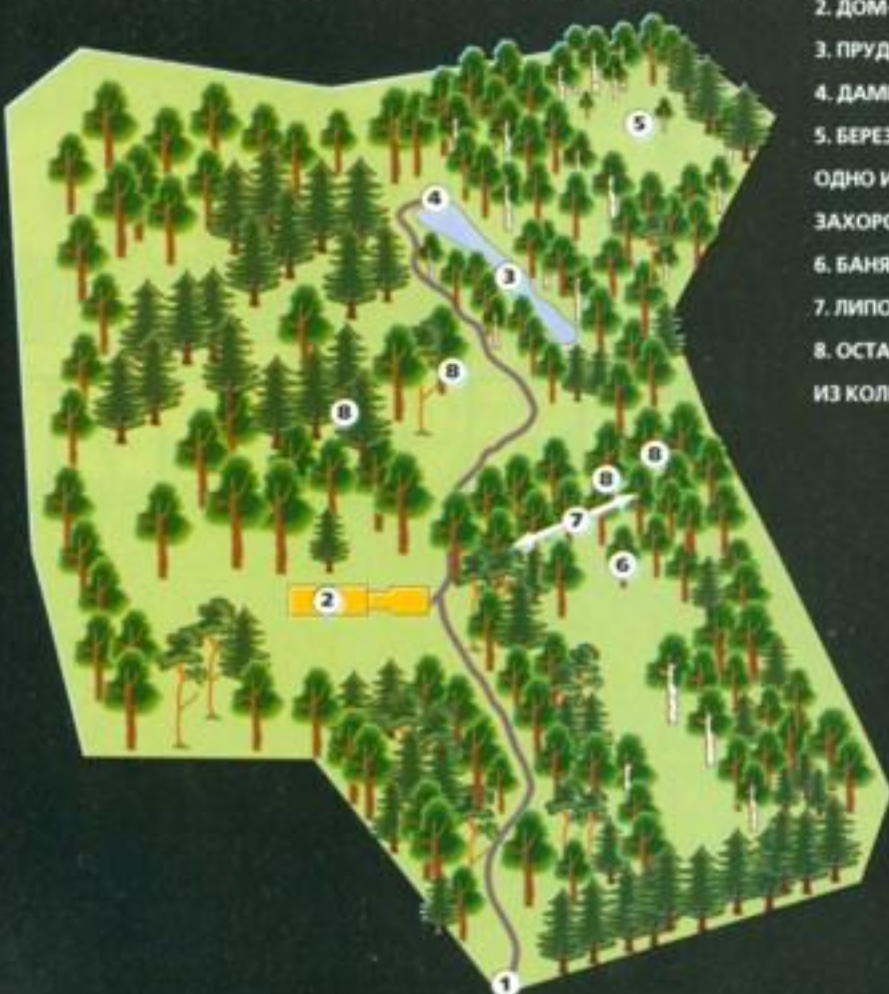 2. ДОМ
3. ПРУД
4. ДАМ
5. БЕРЕЗ
ОДНО И
ЗАХОРО
6. БАНЯ
7. ЛИПО
8. ОСТА
ИЗ КОЛ
5
4
3
8
8
8
8
7
6
2
1